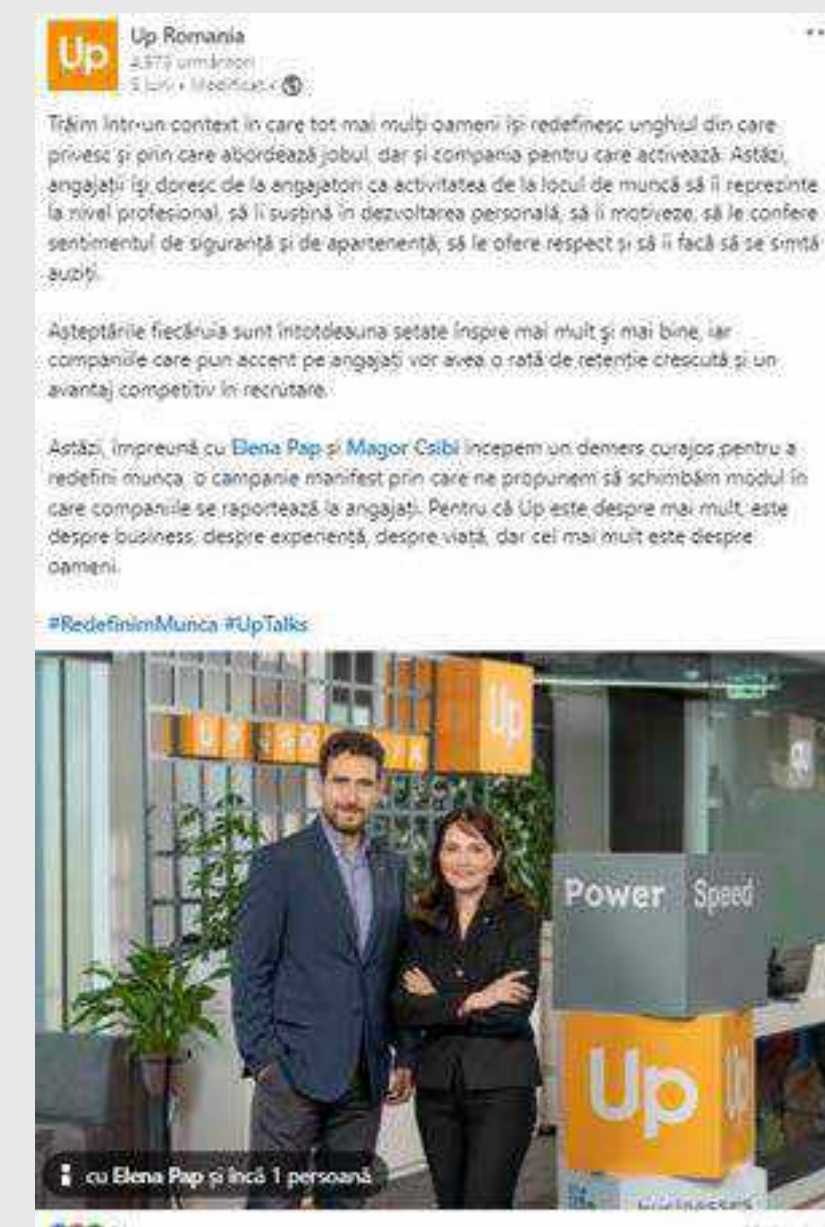 Up
Up Romania
urmăritori
5 luni • Modificat •
Trăim într-un context în care tot mai mulți oameni își redefinesc unghiul din care
privesc și prin care abordează jobul, dar și compania pentru care activează. Astăzi,
angajații își doresc de la angajatori ca activitatea de la locul de muncă să îi reprezinte
la nivel profesional, să îi susțină în dezvoltarea personală, să îi motiveze, să le confere
sentimentul de siguranță și de apartenență, să le ofere respect și să îi facă să se simtă
auziți.
Așteptările fiecăruia sunt întotdeauna setate înspre mai mult și mai bine, iar
companiile care pun accent pe angajați vor avea o rată de retenție crescută și un
avantaj competitiv în recrutare.
Astăzi, împreună cu Elena Pap și Magor Csibi începem un demers curajos pentru a
redefini munca, o campanie manifest prin care ne propunem să schimbăm modul în
care companiile se raportează la angajați. Pentru că Up este despre mai mult, este
despre business, despre experiență, despre viață, dar cel mai mult este despre
oameni.
#RedefinimMunca #UpTalks
Up
Power Speed
Up
cu Elena Pap și încă 1 persoană
businesses